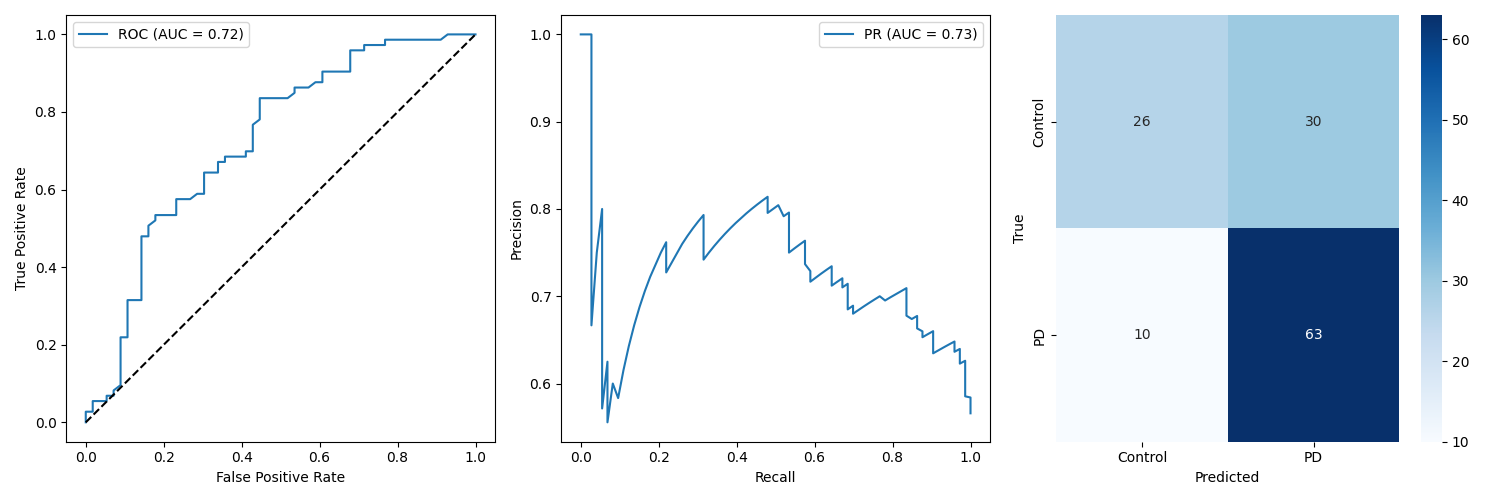 ROC (AUC = 0.72)
True Positive Rate
1.0
0.8
0.6
0.4
0.2
0.0
0.0 0.2 0.4 0.6 0.8 1.0
False Positive Rate
PR (AUC = 0.73)
Precision
1.0
0.9
0.8
0.7
0.6
0.0 0.2 0.4 0.6 0.8 1.0
Recall
True
Control
PD
26 30
10 63
Control PD
Predicted
60
50
40
30
20
10